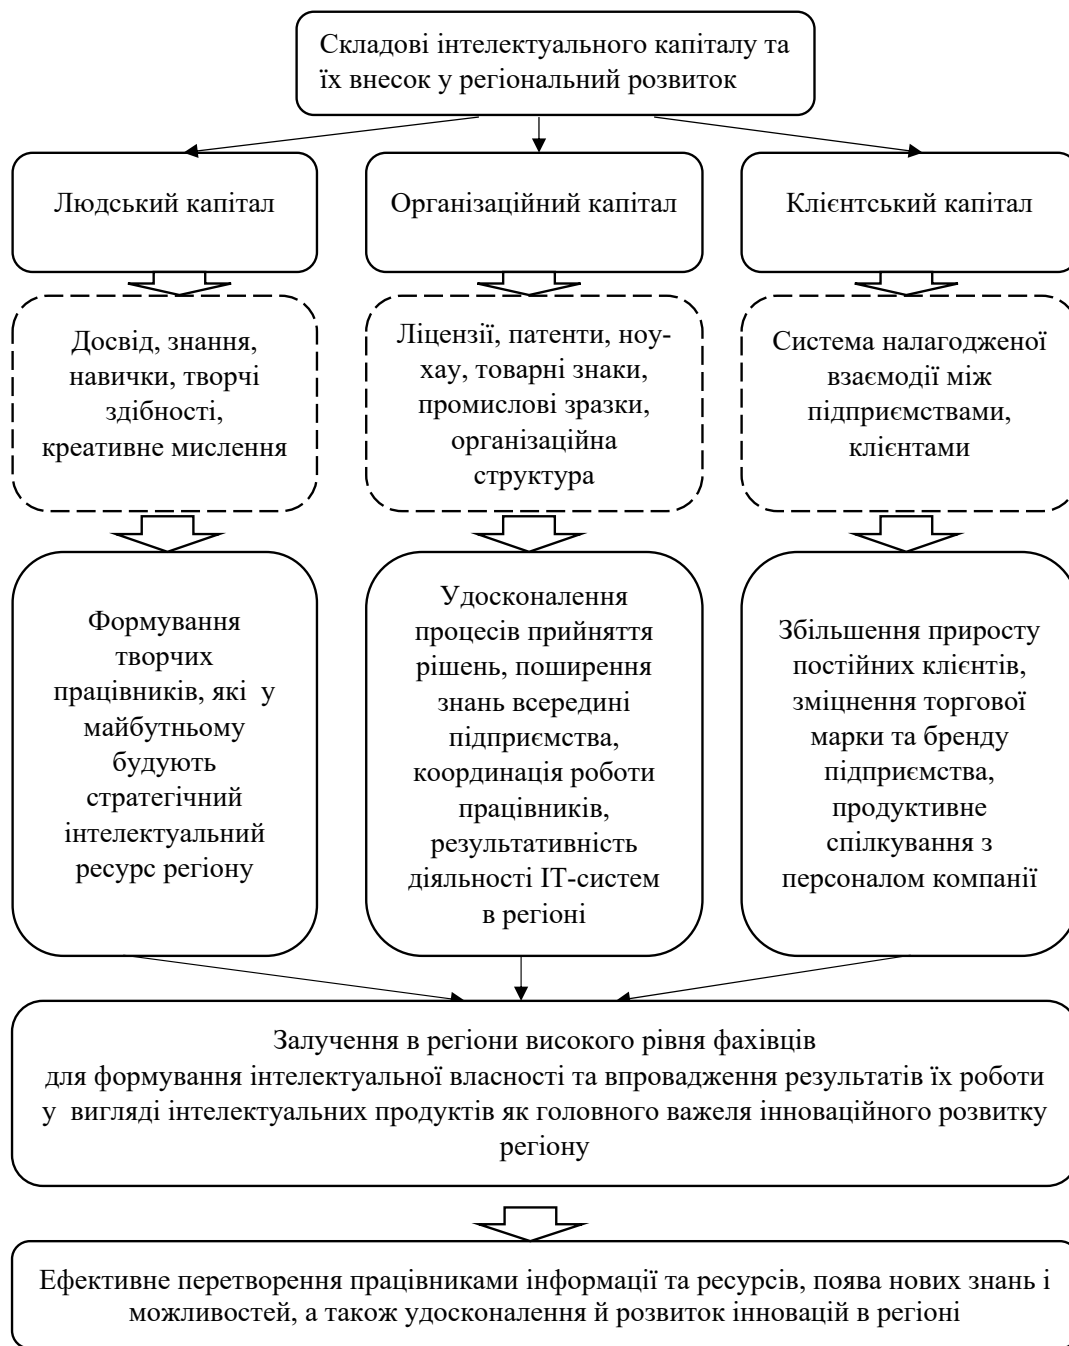 Складові інтелектуального капіталу та
їх внесок у регіональний розвиток
Людський капітал
Організаційний капітал
Клієнтський капітал
Досвід, знання,
навички, творчі
здібності,
креативне мислення
Ліцензії, патенти, ноу-
хау, товарні знаки,
промислові зразки,
організаційна
структура
Система налагодженої
взаємодії між
підприємствами,
клієнтами
Формування
творчих
працівників, які у
майбутньому
будують
стратегічний
інтелектуальний
ресурс регіону
Удосконалення
процесів прийняття
рішень, поширення
знань всередині
підприємства,
координація роботи
працівників,
результативність
діяльності ІТ-систем
в регіоні
Збільшення приросту
постійних клієнтів,
зміцнення торгової
марки та бренду
підприємства,
продуктивне
спілкування з
персоналом компанії
Залучення в регіони високого рівня фахівців
для формування інтелектуальної власності та впровадження результатів їх роботи
у вигляді інтелектуальних продуктів як головного важеля інноваційного розвитку
регіону
Ефективне перетворення працівниками інформації та ресурсів, поява нових знань і
можливостей, а також удосконалення й розвиток інновацій в регіоні